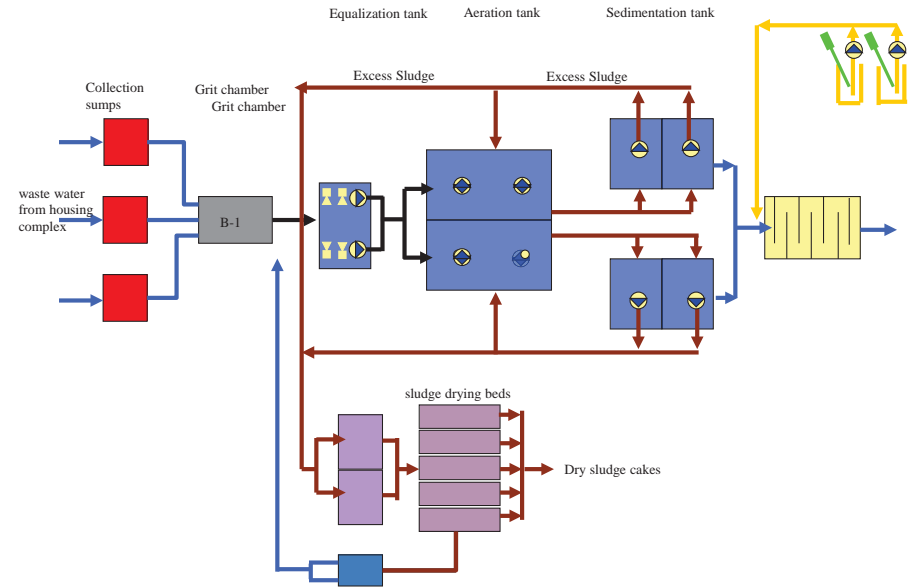 Equalization tank
Aeration tank
Sedimentation tank
Excess Sludge
Excess Sludge
Collection
sumps
Grit chamber
Grit chamber
waste water
from housing
complex
B-1
sludge drying beds
Dry sludge cakes